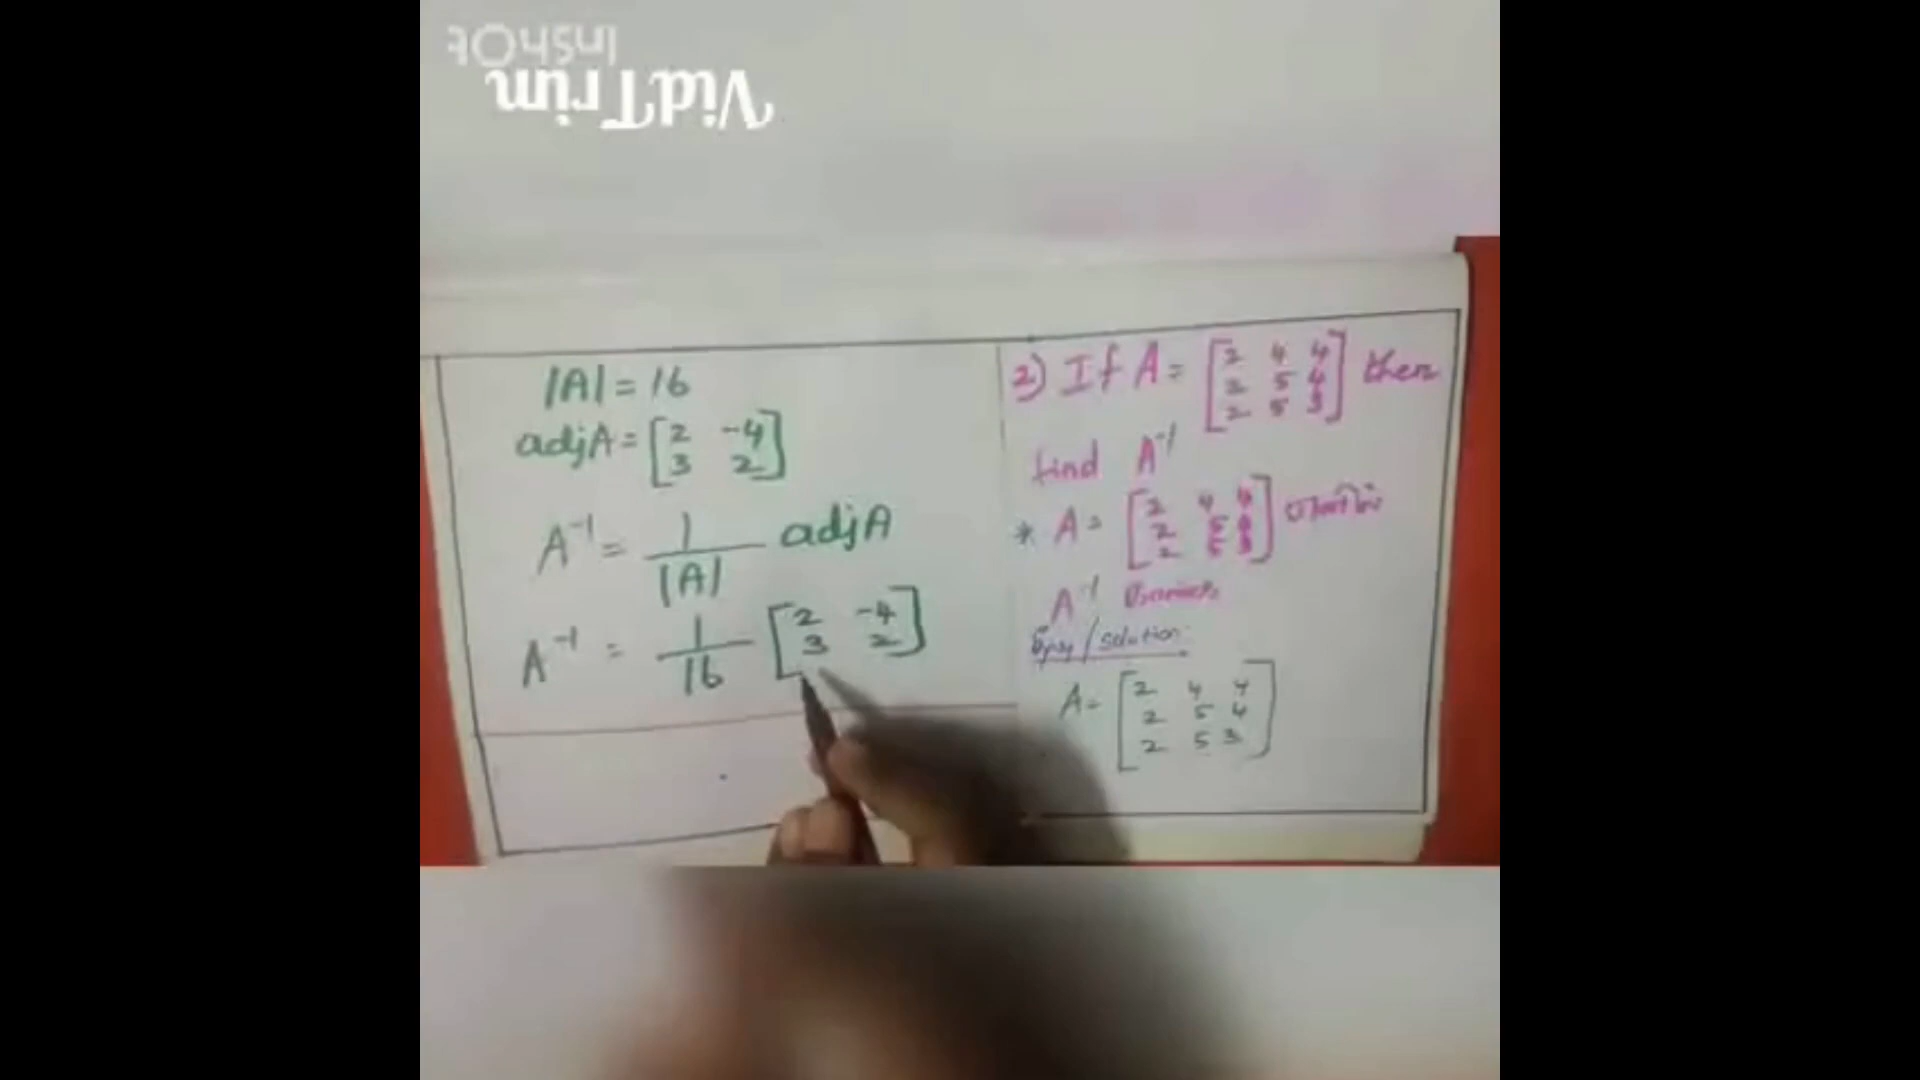 InShOt
VidTrim
|A| = 16
adjA = [2 -4
3 2]
A⁻¹ = 1/|A| adjA
A⁻¹ = 1/16 [2 -4
3 2]
2) If A = [2 4 4
2 5 4
2 5 3] then
find A⁻¹
* A = [2 4 4
2 5 4
2 5 3] எனில்
A⁻¹
/ solution
A = [2 4 4
2 5 4
2 5 3]